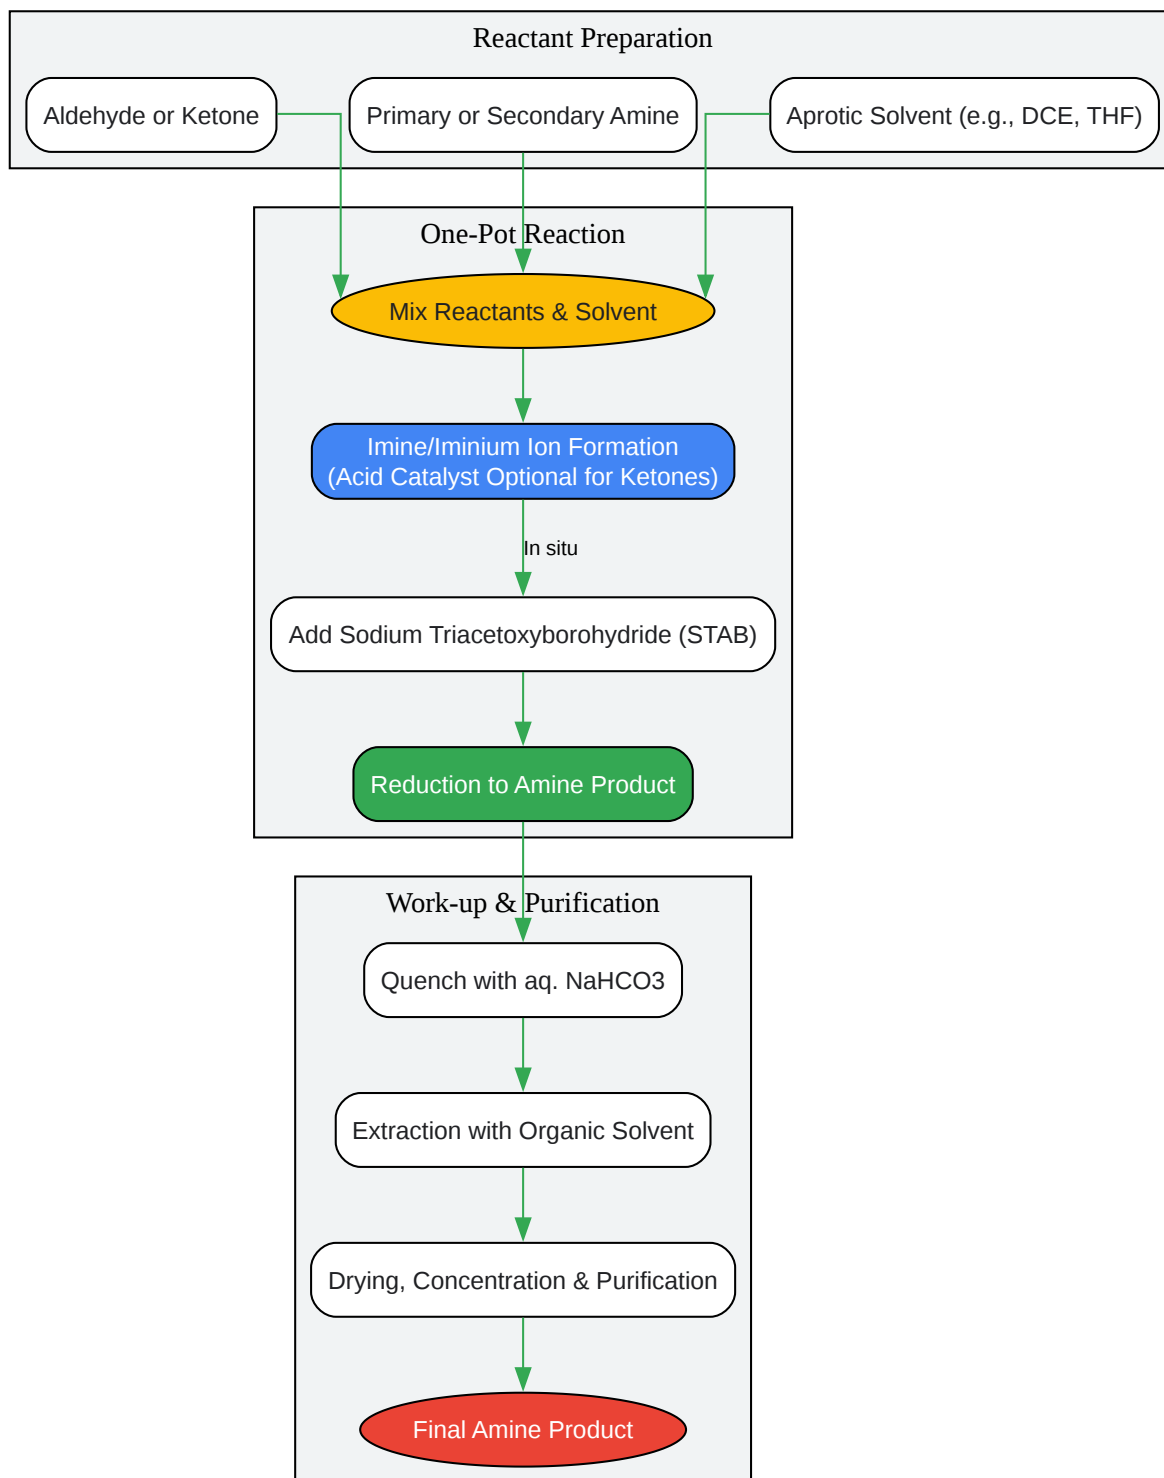 Reactant Preparation
Aldehyde or Ketone
Primary or Secondary Amine
Aprotic Solvent (e.g., DCE, THF)
One-Pot Reaction
Mix Reactants & Solvent
Imine/Iminium Ion Formation
(Acid Catalyst Optional for Ketones)
In situ
Add Sodium Triacetoxyborohydride (STAB)
Reduction to Amine Product
Work-up & Purification
Quench with aq. NaHCO3
Extraction with Organic Solvent
Drying, Concentration & Purification
Final Amine Product